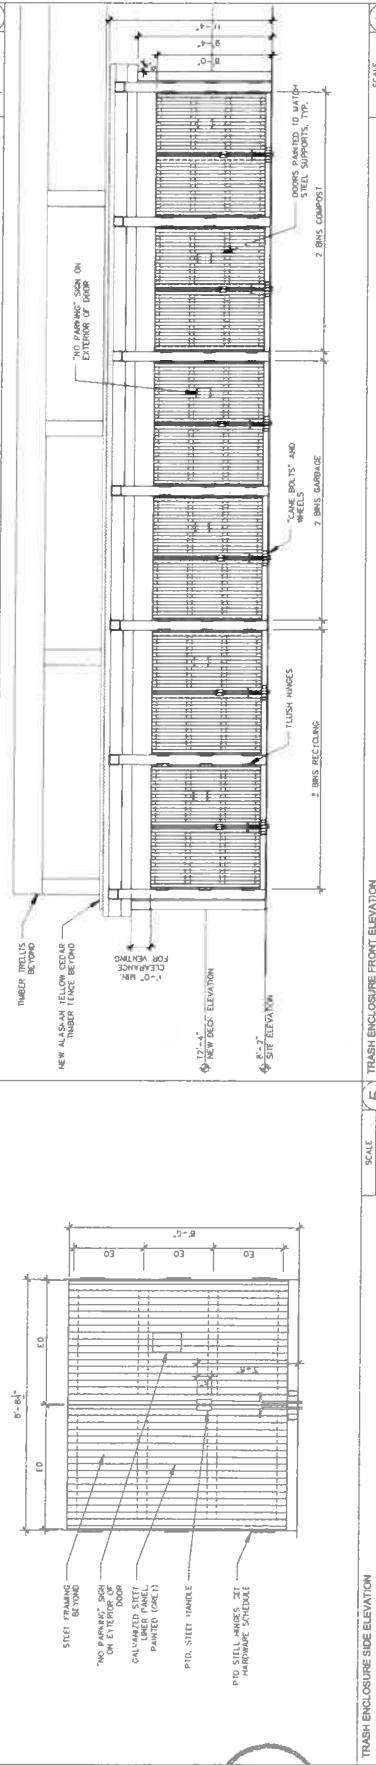 TIMBER TRELLIS
BEYOND
NEW ALASKAN YELLOW CEDAR
TIMBER FENCE BEYOND
1'-0" MIN.
CLEARANCE
FOR VENTING
12'-4"
NEW DECK ELEVATION
8'-2"
SITE ELEVATION
"NO PARKING" SIGN ON
EXTERIOR OF DOOR
DOORS PAINTED TO MATCH
STEEL SUPPORTS, TYP.
"CANE BOLTS" AND
WHEELS
FLUSH HINGES
BINS RECYCLING
2 BINS GARBAGE
2 BINS COMPOST
11'-4"
9'-4"
8'-0"
TRASH ENCLOSURE FRONT ELEVATION
SCALE
8'-8
EQ
EQ
EQ
EQ
EQ
STEEL FRAMING
BEYOND
"NO PARKING" SIGN
ON EXTERIOR OF
DOOR
GALVANIZED STEEL
LINER PANEL,
PAINTED (GREY)
PTD. STEEL HANDLE
PTD STEEL HINGES, SET
HARDWARE SCHEDULE
TRASH ENCLOSURE SIDE ELEVATION
SCALE